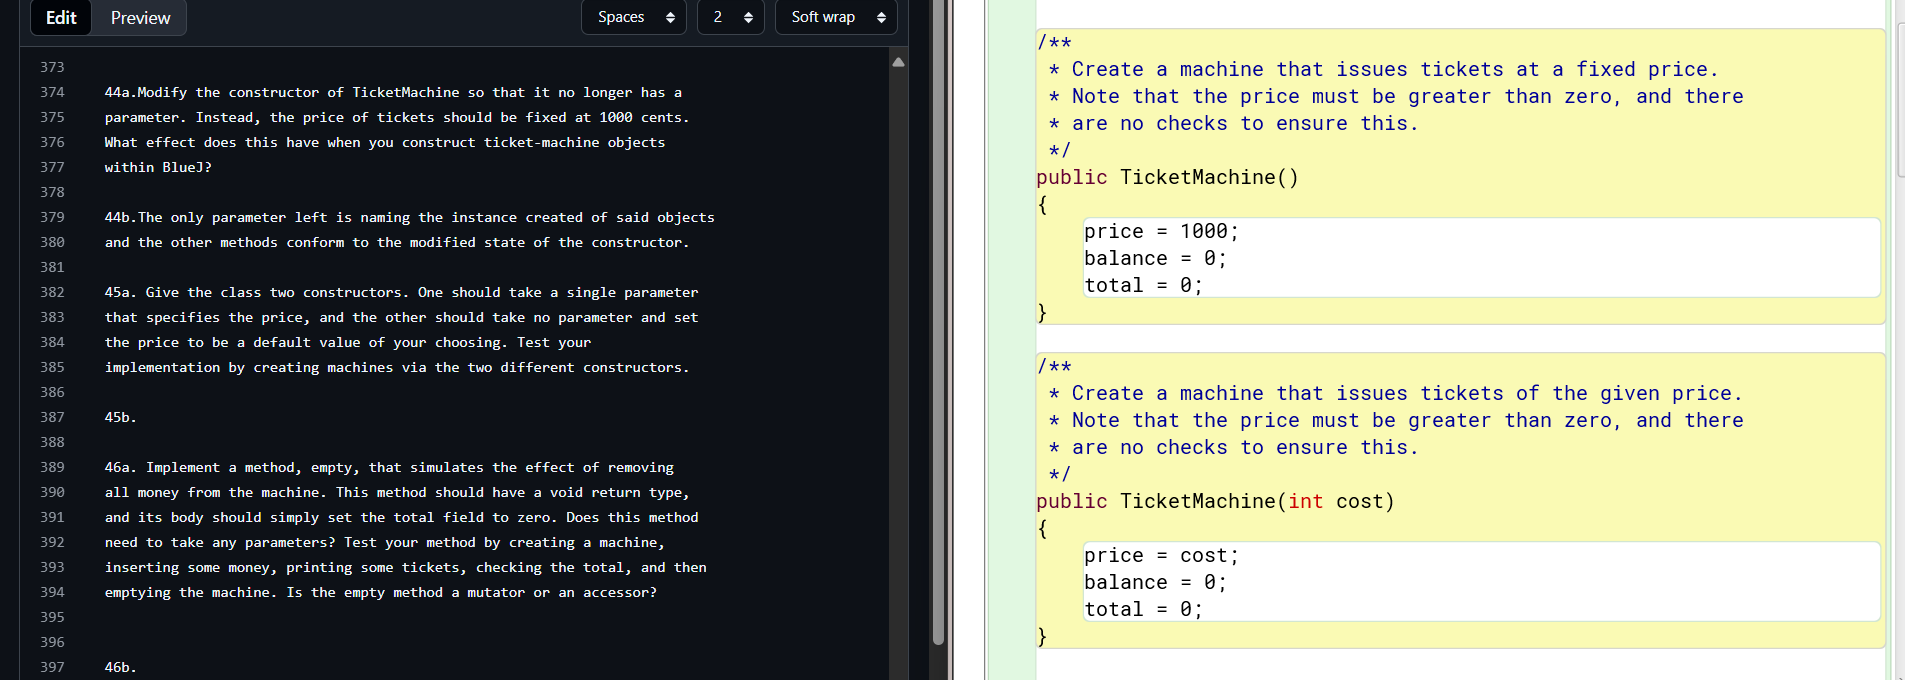 Edit Preview Spaces 2 Soft wrap
373
374 44a.Modify the constructor of TicketMachine so that it no longer has a
375 parameter. Instead, the price of tickets should be fixed at 1000 cents.
376 What effect does this have when you construct ticket-machine objects
377 within BlueJ?
378
379 44b.The only parameter left is naming the instance created of said objects
380 and the other methods conform to the modified state of the constructor.
381
382 45a. Give the class two constructors. One should take a single parameter
383 that specifies the price, and the other should take no parameter and set
384 the price to be a default value of your choosing. Test your
385 implementation by creating machines via the two different constructors.
386
387 45b.
388
389 46a. Implement a method, empty, that simulates the effect of removing
390 all money from the machine. This method should have a void return type,
391 and its body should simply set the total field to zero. Does this method
392 need to take any parameters? Test your method by creating a machine,
393 inserting some money, printing some tickets, checking the total, and then
394 emptying the machine. Is the empty method a mutator or an accessor?
395
396
397 46b.
/**
* Create a machine that issues tickets at a fixed price.
* Note that the price must be greater than zero, and there
* are no checks to ensure this.
*/
public TicketMachine()
{
price = 1000;
balance = 0;
total = 0;
}
/**
* Create a machine that issues tickets of the given price.
* Note that the price must be greater than zero, and there
* are no checks to ensure this.
*/
public TicketMachine(int cost)
{
price = cost;
balance = 0;
total = 0;
}